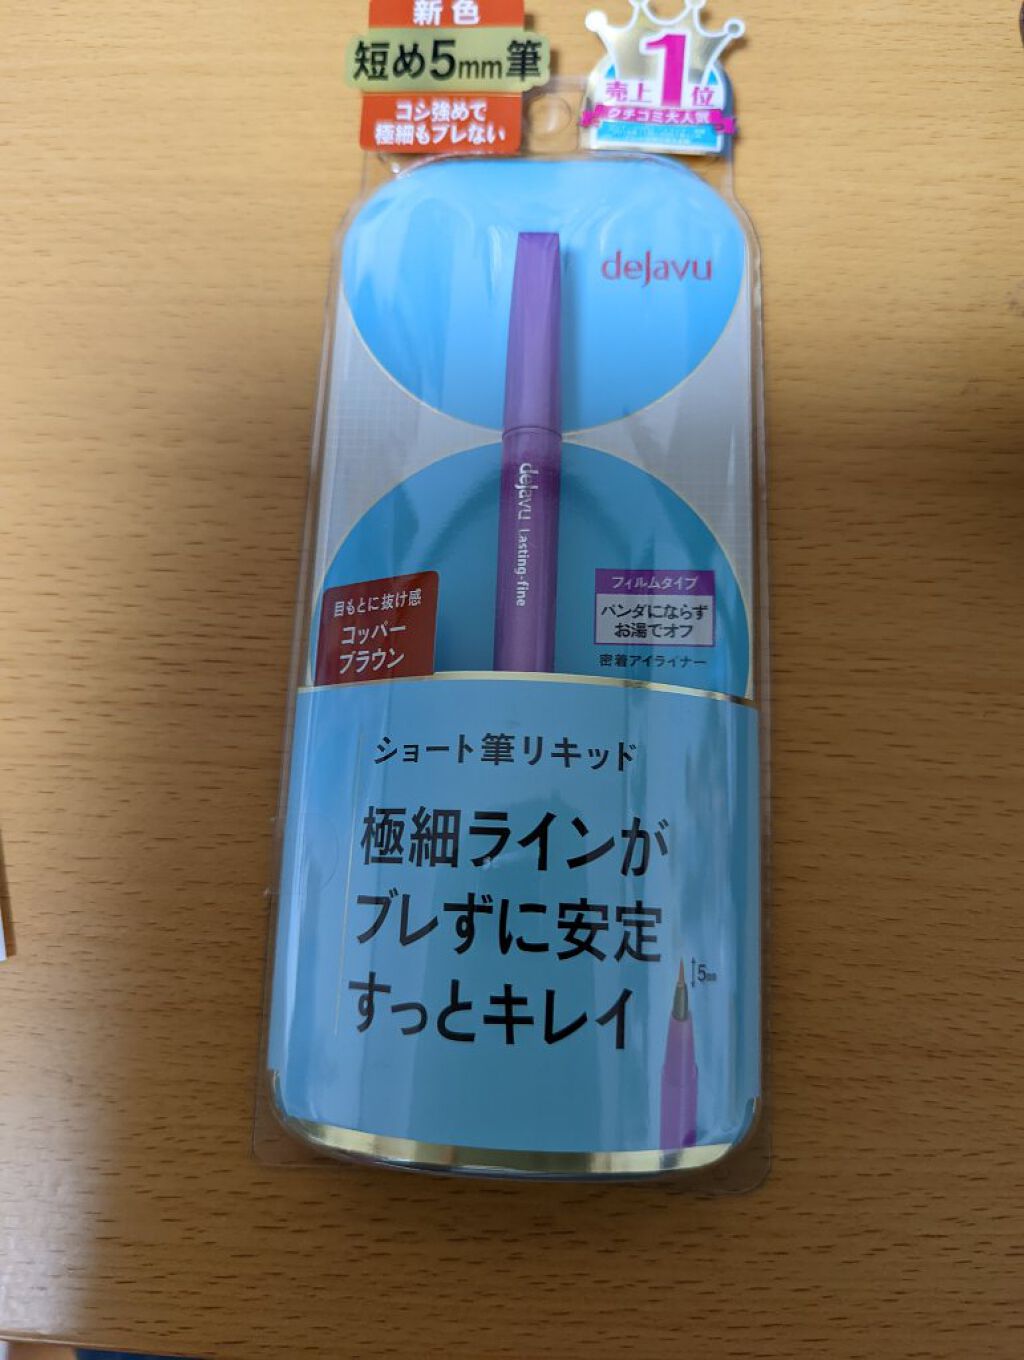 新色
短め5mm筆
コシ強めで
極細もブレない
売上1位
クチコミ大人気
dejavu
dejavu Lasting-fine
目もとに抜け感
コッパー
ブラウン
フィルムタイプ
パンダにならず
お湯でオフ
密着アイライナー
ショート筆リキッド
極細ラインが
ブレずに安定
すっとキレイ
5mm